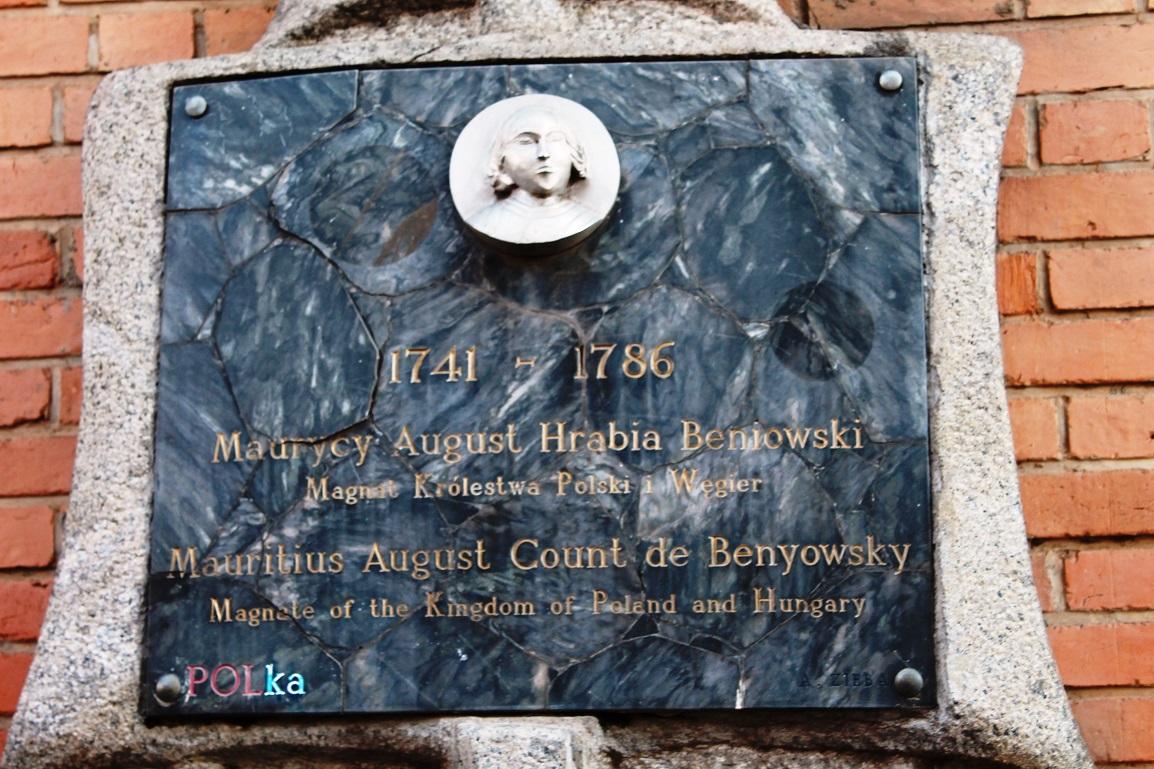 1741 - 1786
Maurycy August Hrabia Beniowski
Magnat Królestwa Polski i Węgier
Mauritius August Count de Benyowsky
Magnate of the Kingdom of Poland and Hungary
POLka
A. ZIĘBA